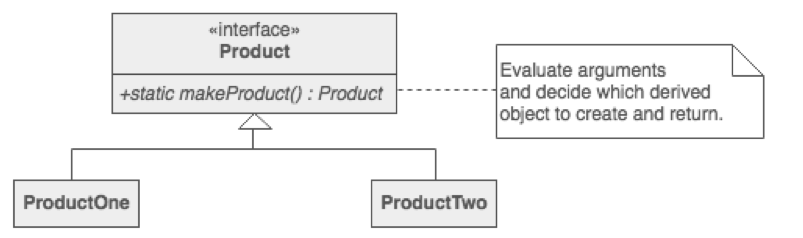 «interface»
Product
+static makeProduct() : Product
Evaluate arguments
and decide which derived
object to create and return.
ProductOne
ProductTwo